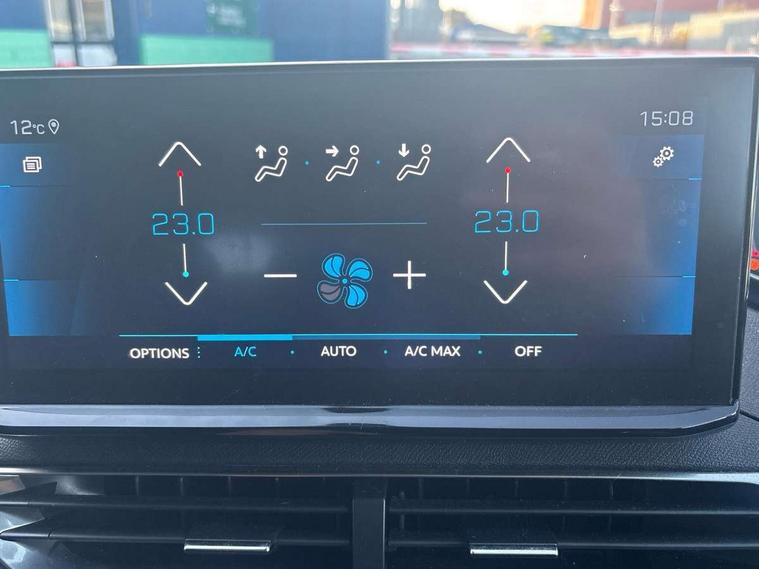 12°C
15:08
23.0
23.0
OPTIONS A/C AUTO A/C MAX OFF